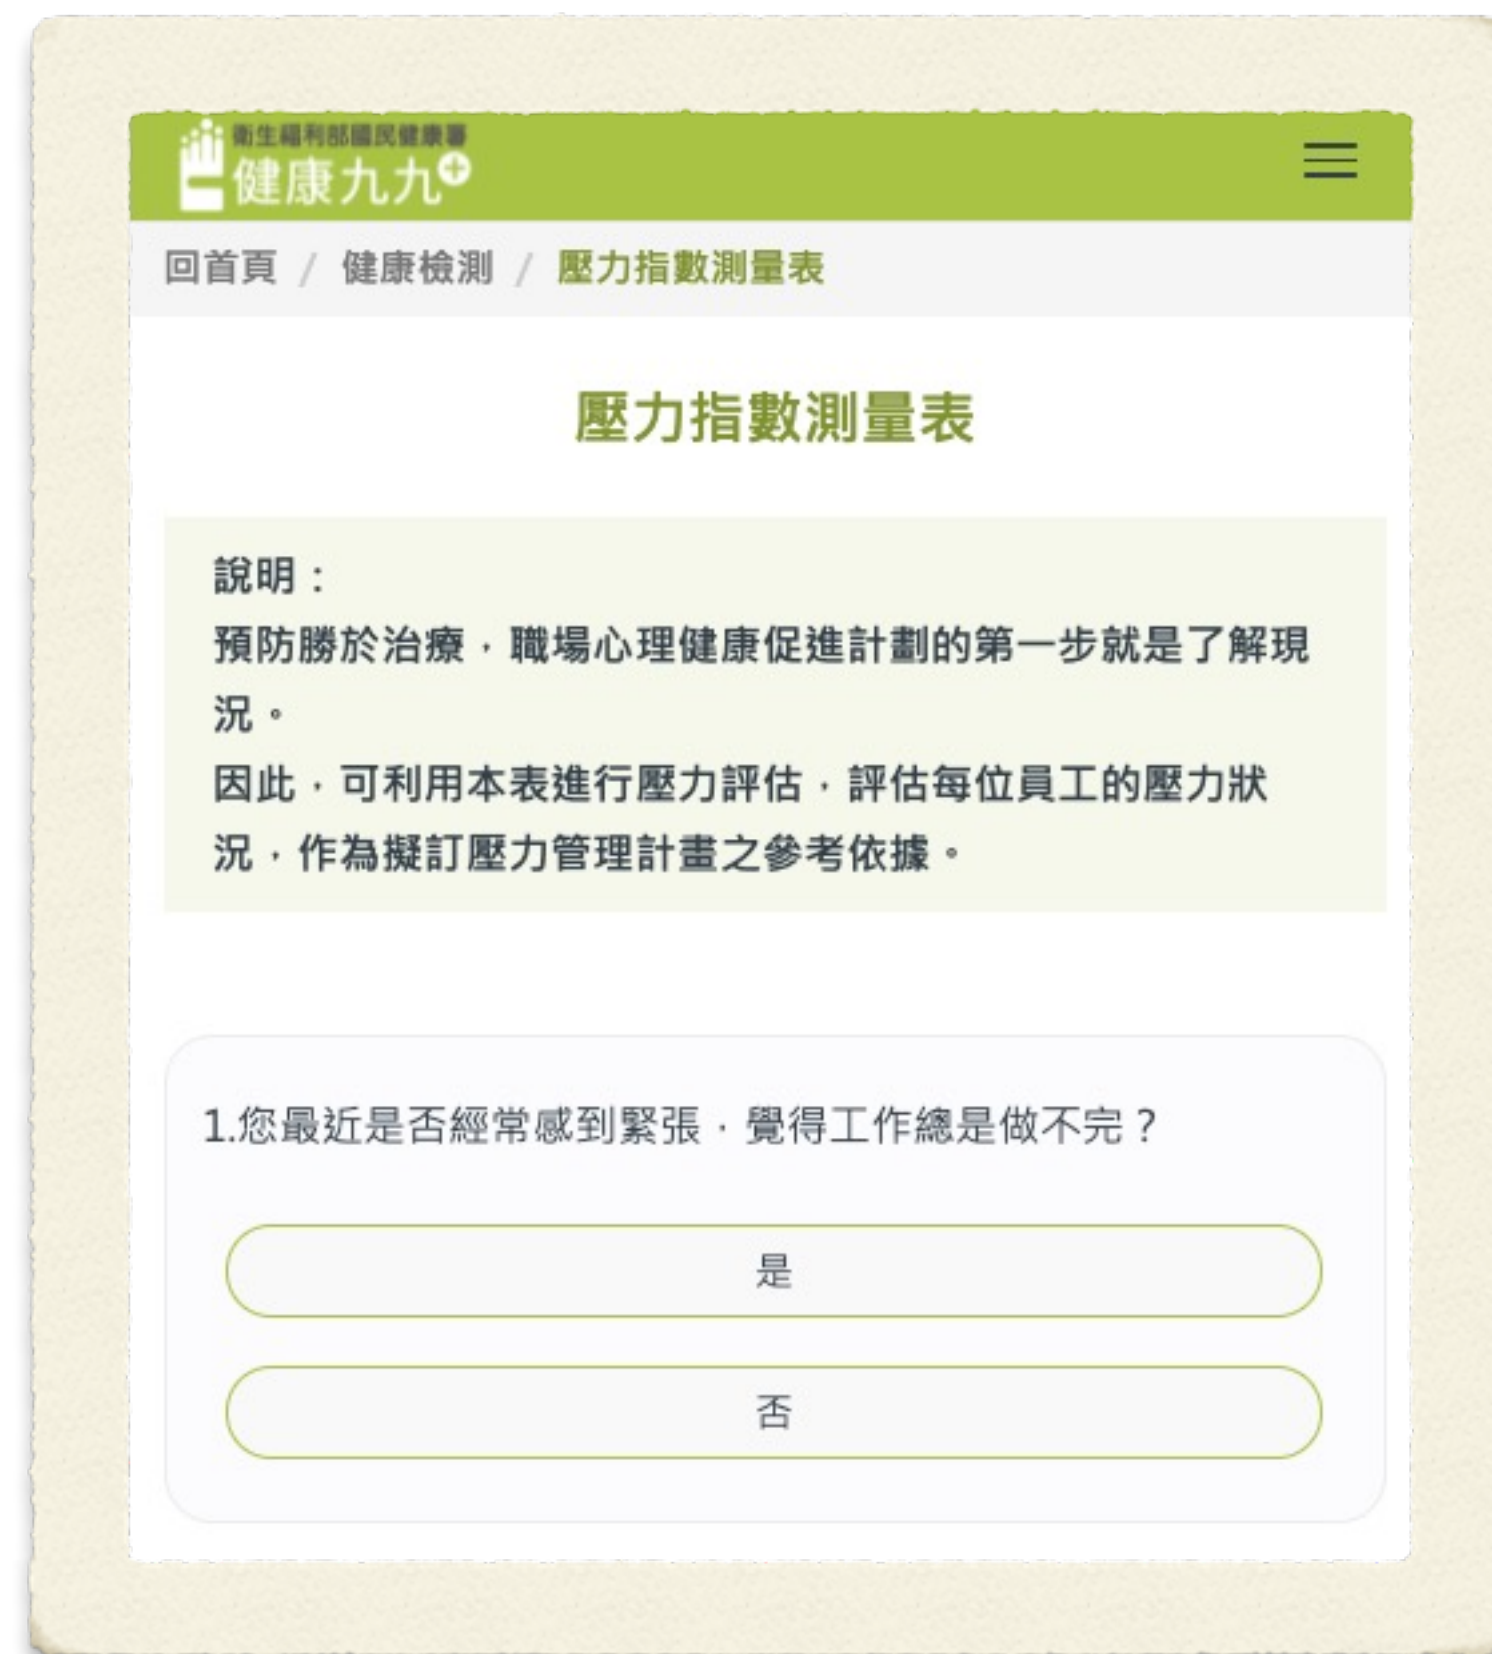 衛生福利部國民健康署
健康九九+
回首頁 / 健康檢測 / 壓力指數測量表
壓力指數測量表
說明：
預防勝於治療，職場心理健康促進計劃的第一步就是了解現
況。
因此，可利用本表進行壓力評估，評估每位員工的壓力狀
況，作為擬訂壓力管理計畫之參考依據。
1.您最近是否經常感到緊張，覺得工作總是做不完？
是
否